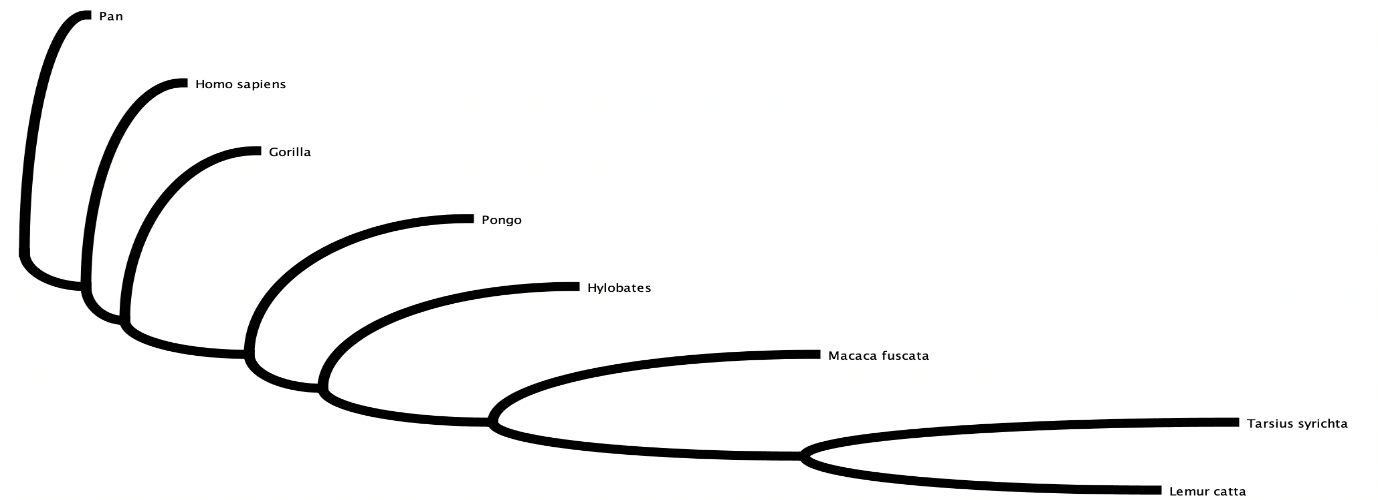 Pan
Homo sapiens
Gorilla
Pongo
Hylobates
Macaca fuscata
Tarsius syrichta
Lemur catta